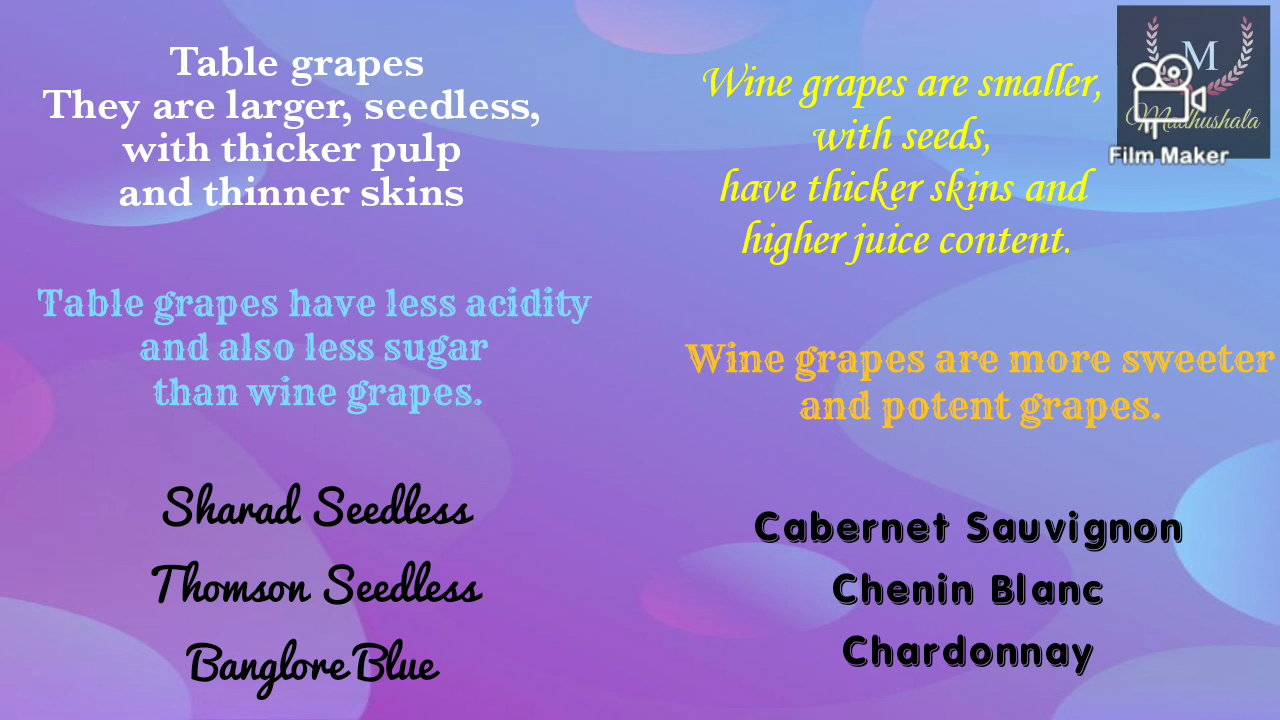 Table grapes
They are larger, seedless,
with thicker pulp
and thinner skins
Table grapes have less acidity
and also less sugar
than wine grapes.
Sharad Seedless
Thomson Seedless
Banglore Blue
M
Madhushala
Film Maker
Wine grapes are smaller,
with seeds,
have thicker skins and
higher juice content.
Wine grapes are more sweeter
and potent grapes.
Cabernet Sauvignon
Chenin Blanc
Chardonnay